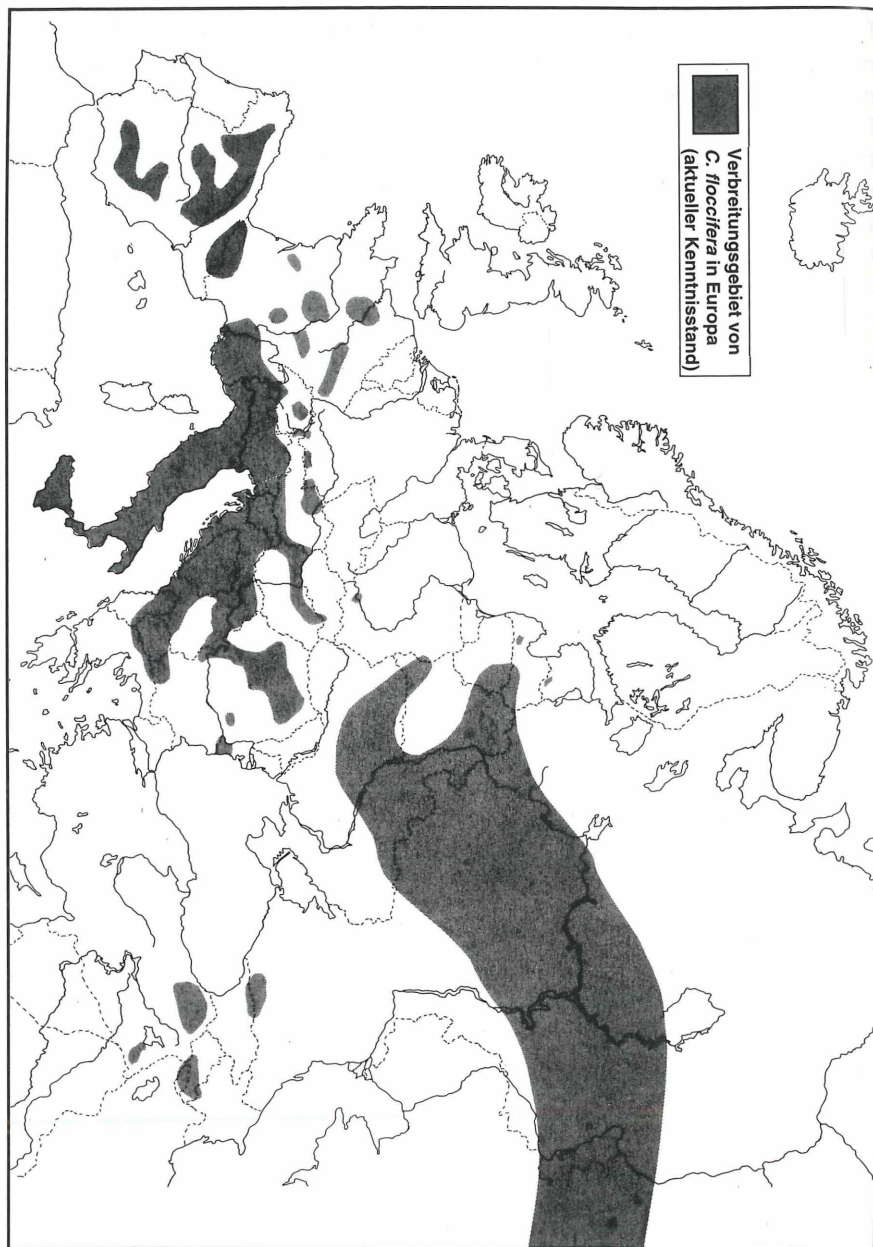 Verbreitungsgebiet von
C. floccifera in Europa
(aktueller Kenntnisstand)